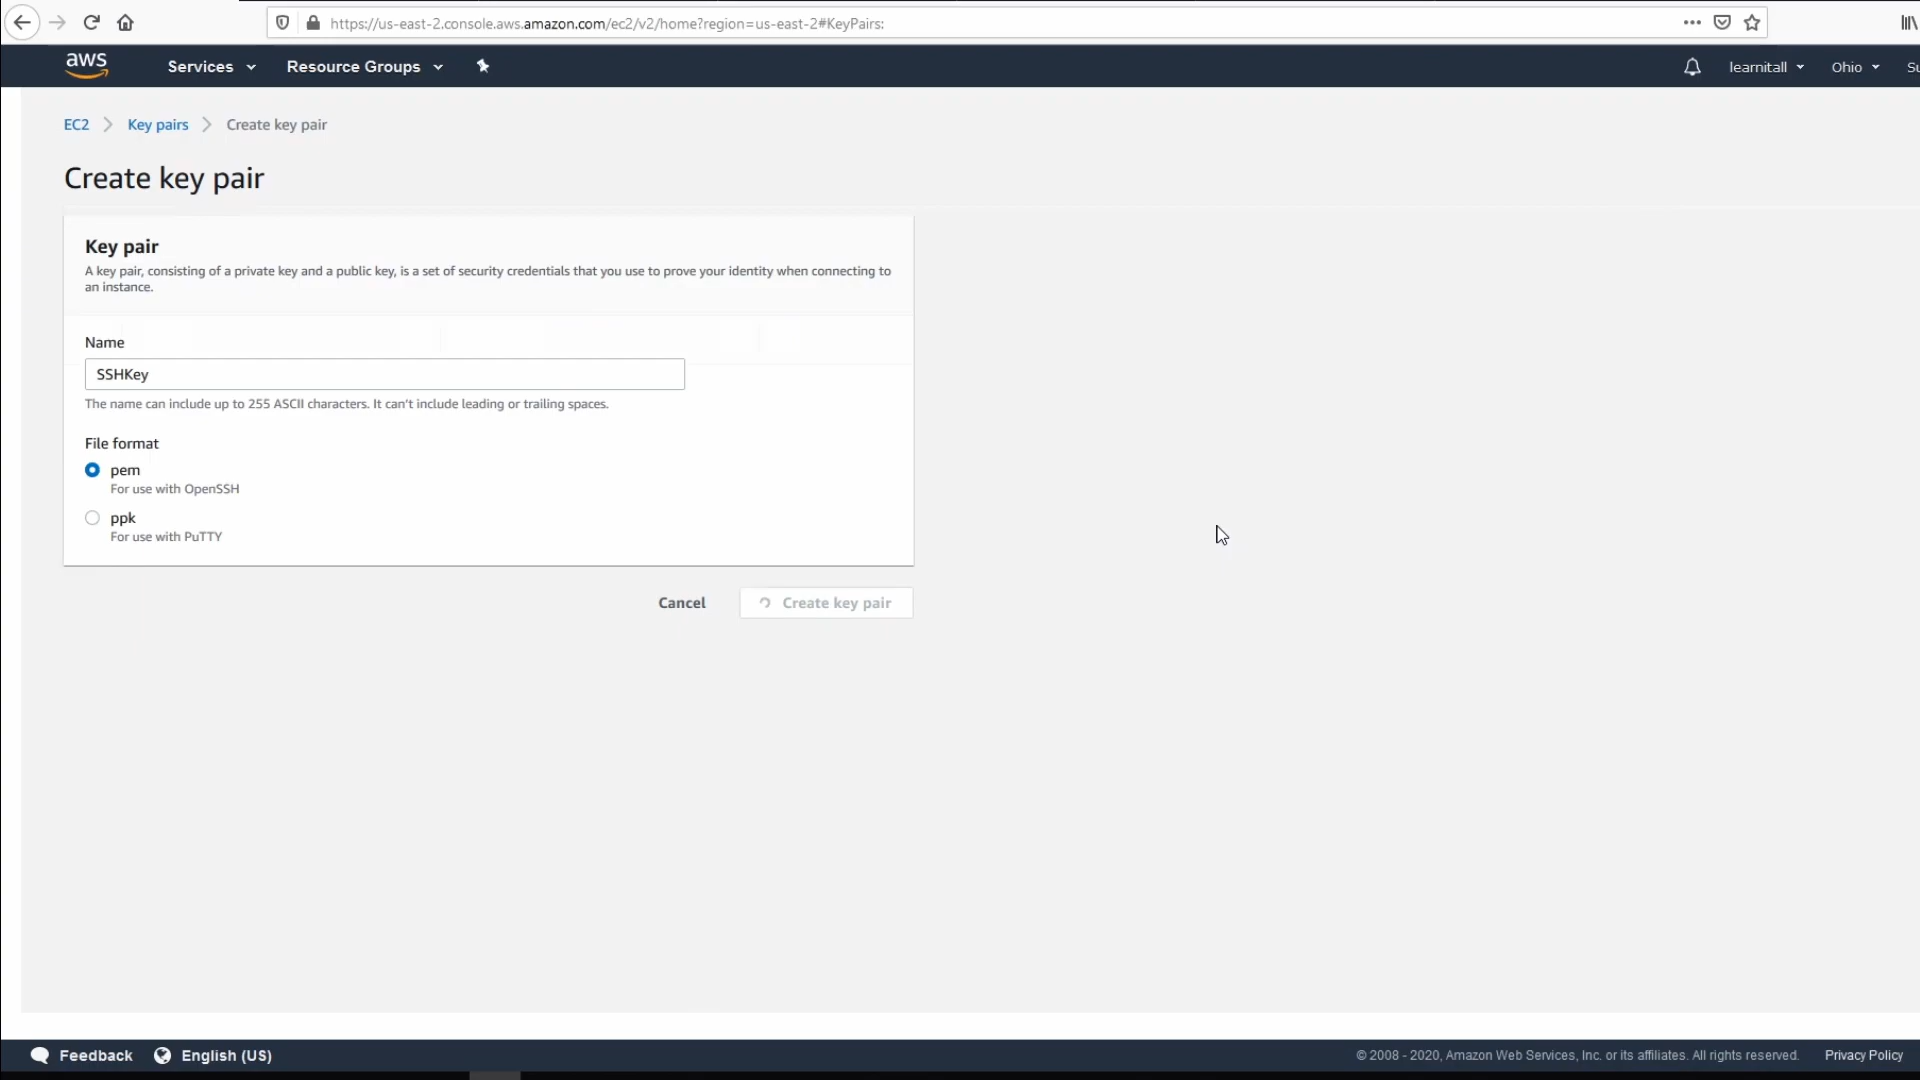 https://us-east-2.console.aws.amazon.com/ec2/v2/home?region=us-east-2#KeyPairs:
aws Services Resource Groups learnitall Ohio Su
EC2 Key pairs Create key pair
Create key pair
Key pair
A key pair, consisting of a private key and a public key, is a set of security credentials that you use to prove your identity when connecting to
an instance.
Name
SSHKey
The name can include up to 255 ASCII characters. It can't include leading or trailing spaces.
File format
pem
For use with OpenSSH
ppk
For use with PuTTY
Cancel Create key pair
Feedback English (US) © 2008 - 2020, Amazon Web Services, Inc. or its affiliates. All rights reserved. Privacy Policy